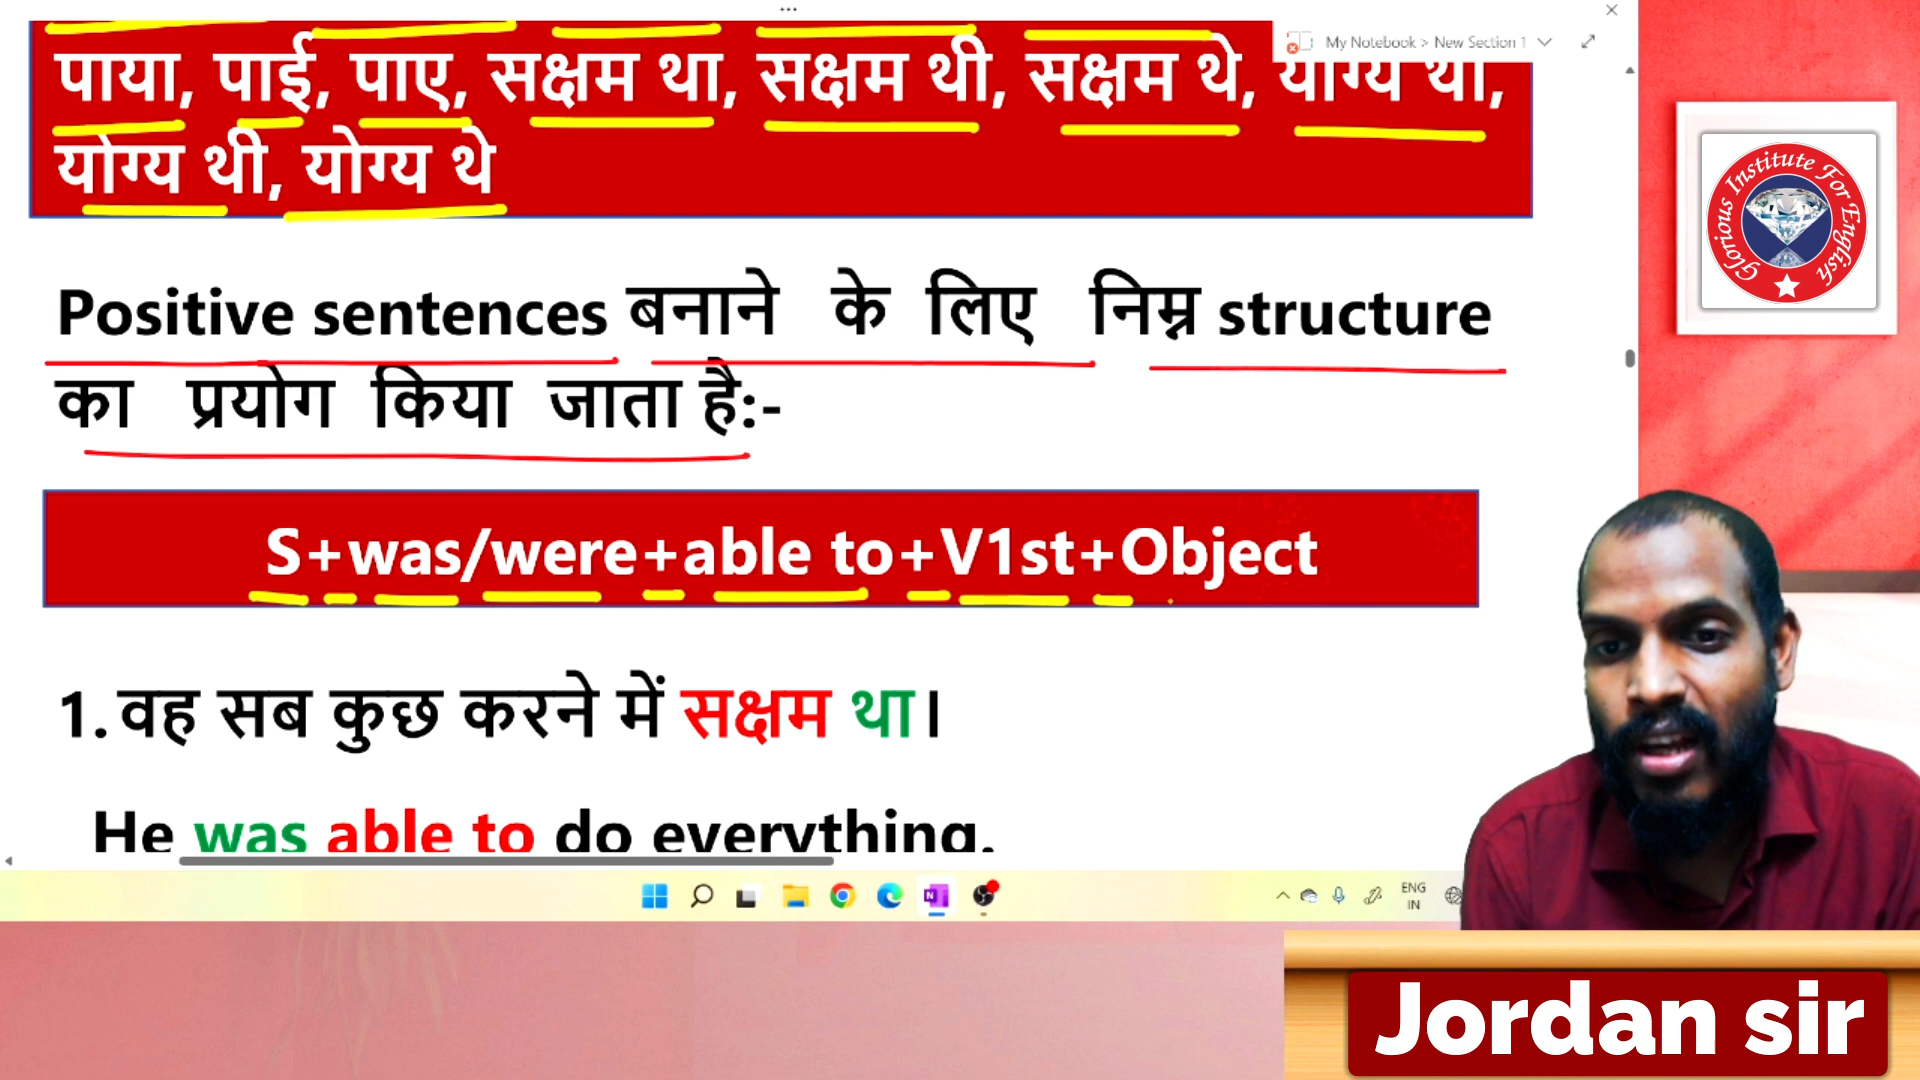 My Notebook > New Section 1
पाया, पाई, पाए, सक्षम था, सक्षम थी, सक्षम थे, योग्य था,
योग्य थी, योग्य थे
Positive sentences बनाने के लिए निम्न structure
का प्रयोग किया जाता है:-
S+was/were+able to+V1st+Object
1. वह सब कुछ करने में सक्षम था।
He was able to do everything.
ENG
IN
Glorious Institute For English
Jordan sir